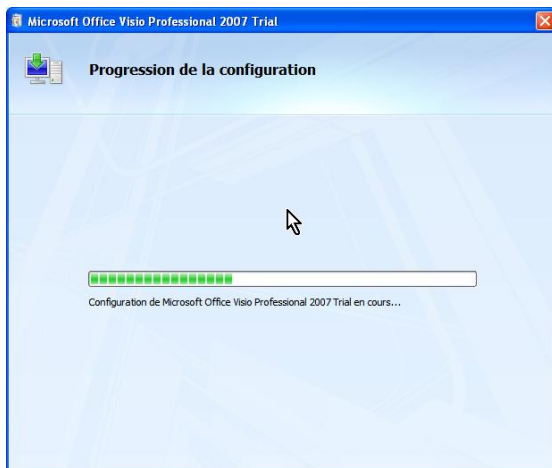 Microsoft Office Visio Professional 2007 Trial
Progression de la configuration
Configuration de Microsoft Office Visio Professional 2007 Trial en cours...